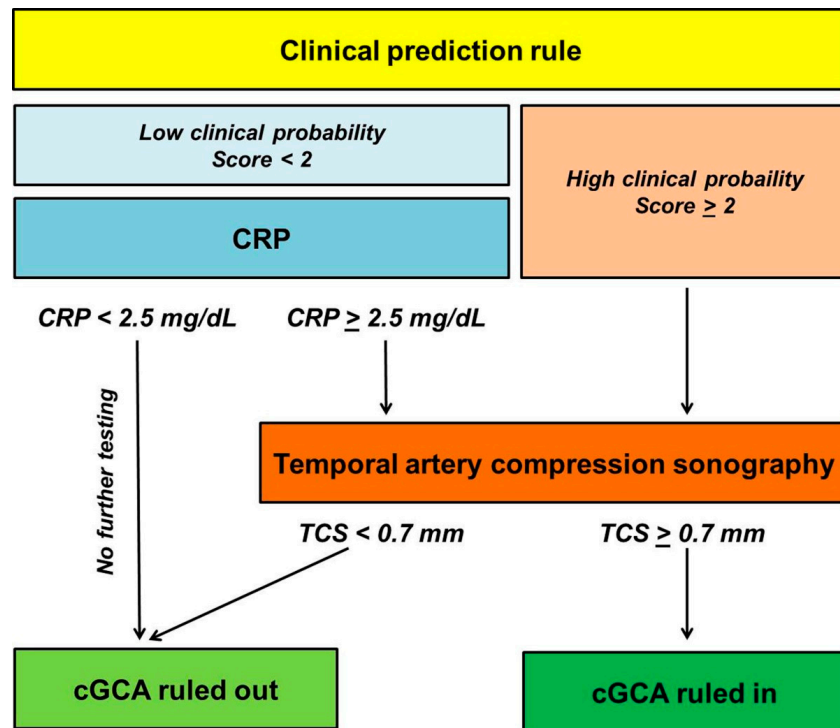 Clinical prediction rule
Low clinical probability
Score < 2
High clinical probaility
Score ≥ 2
CRP
CRP < 2.5 mg/dL
CRP ≥ 2.5 mg/dL
No further testing
Temporal artery compression sonography
TCS < 0.7 mm
TCS ≥ 0.7 mm
cGCA ruled out
cGCA ruled in